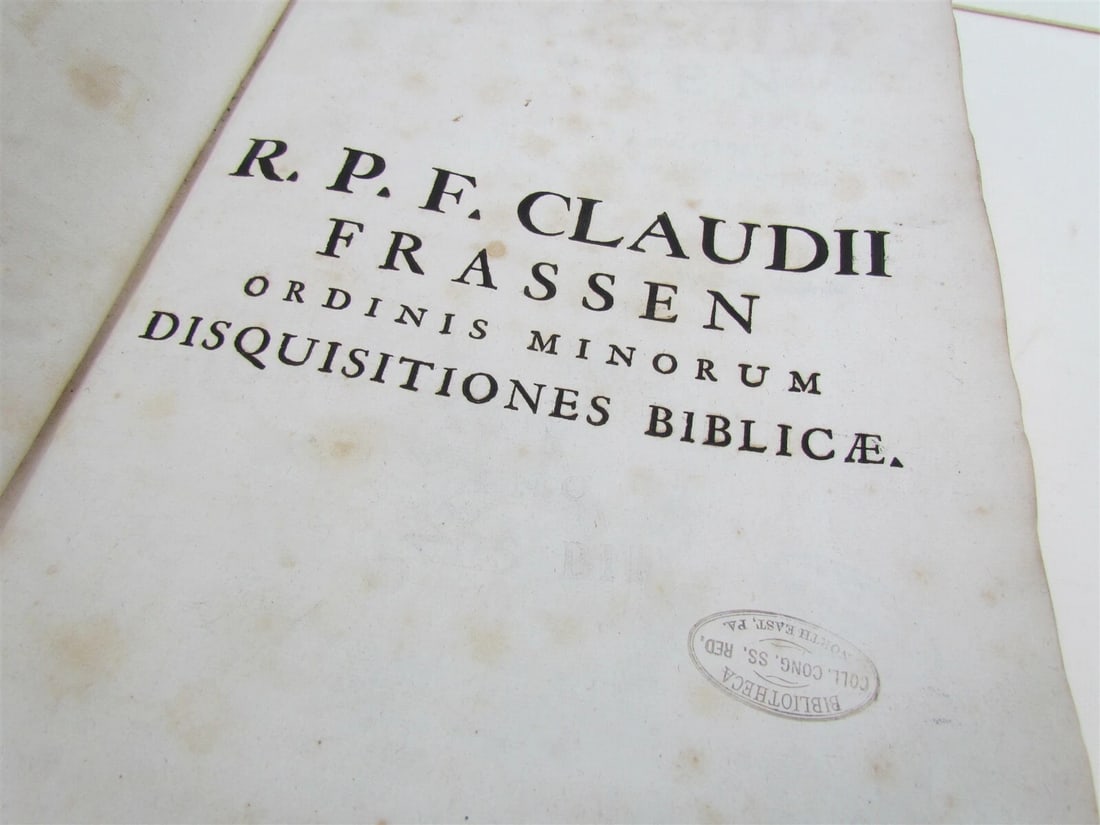 R. P. F. CLAUDII
FRASSEN
ORDINIS MINORUM
DISQUISITIONES BIBLICÆ.
BIBLIOTHECA
COLL. CONG. SS. RED.
NORTH EAST, PA.